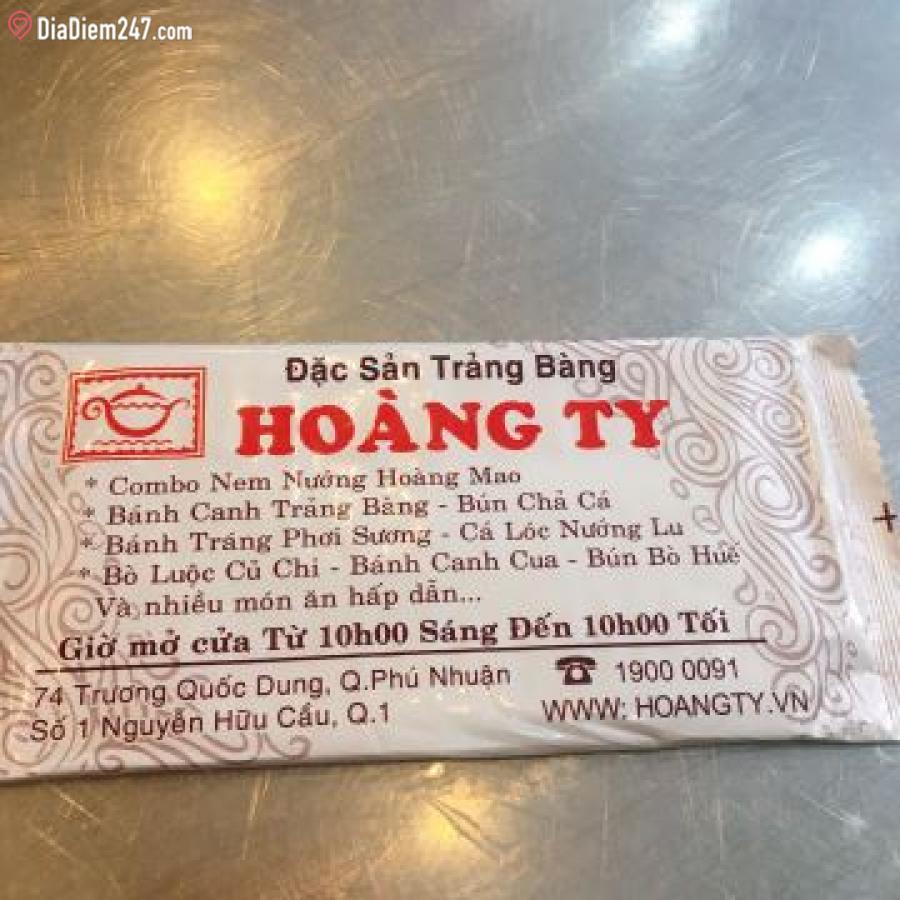 DiaDiem247.com
Đặc Sản Trảng Bàng
HOÀNG TY
* Combo Nem Nướng Hoàng Mao
* Bánh Canh Trảng Bàng - Bún Chả Cá
* Bánh Tráng Phơi Sương - Cá Lóc Nướng Lu
* Bò Luộc Củ Chi - Bánh Canh Cua - Bún Bò Huế
Và nhiều món ăn hấp dẫn...
Giờ mở cửa Từ 10h00 Sáng Đến 10h00 Tối
74 Trương Quốc Dung, Q.Phú Nhuận
☎ 1900 0091
Số 1 Nguyễn Hữu Cầu, Q.1
WWW: HOANGTY.VN